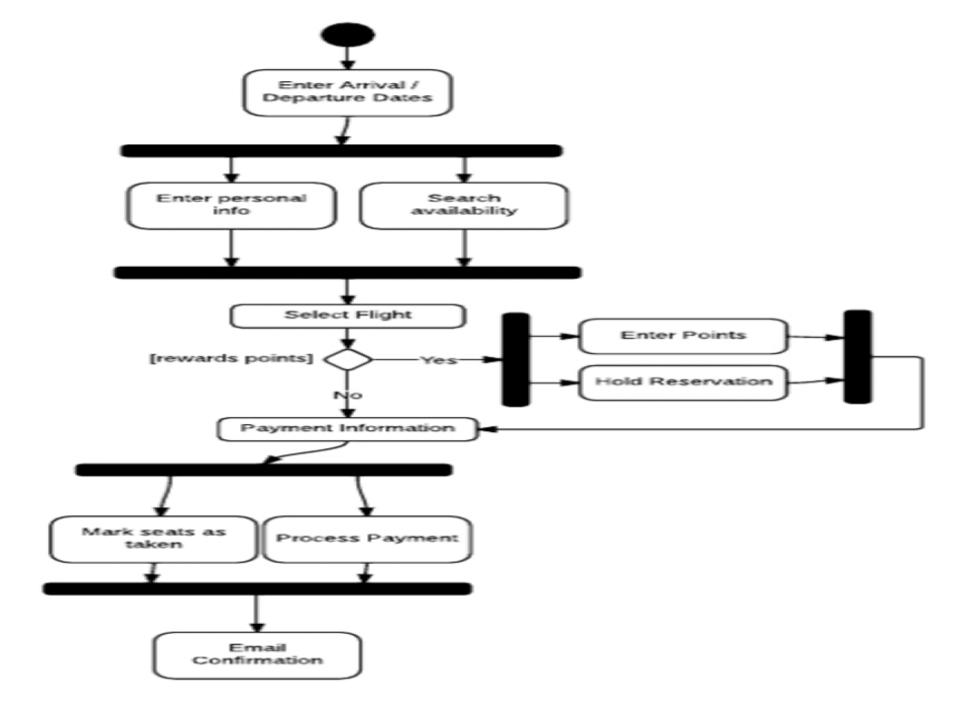 Enter Arrival /
Departure Dates
Enter personal
info
Search
availability
Select Flight
[rewards points]
Yes
Enter Points
Hold Reservation
No
Payment Information
Mark seats as
taken
Process Payment
Email
Confirmation